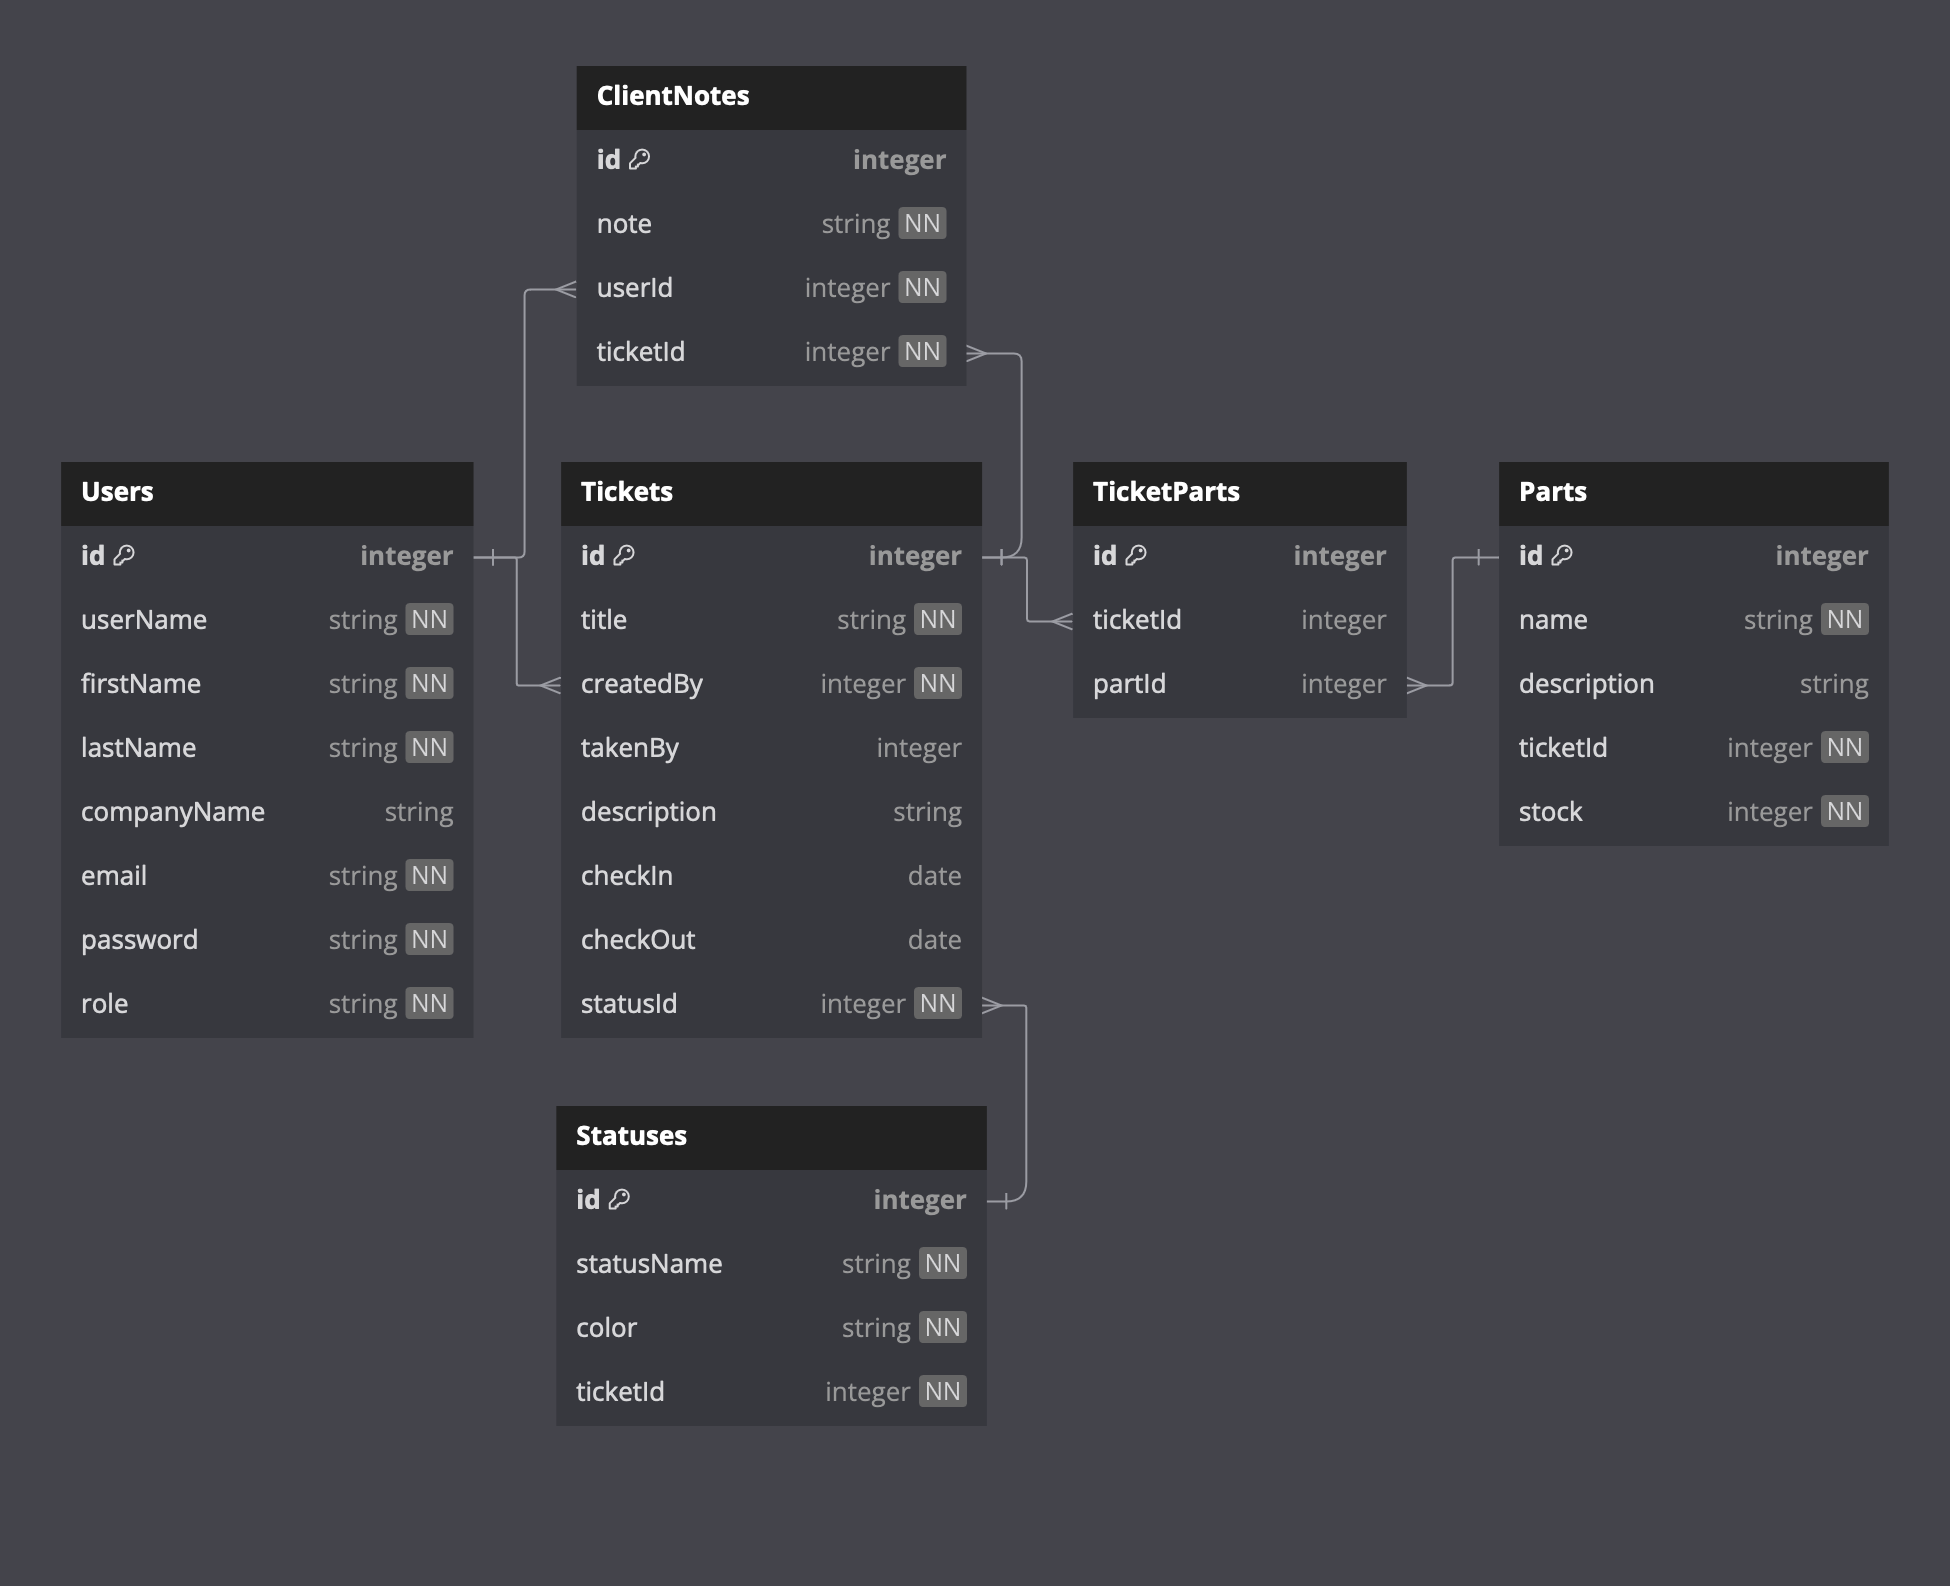 ClientNotes
id integer
note string NN
userId integer NN
ticketId integer NN
Users
id integer
userName string NN
firstName string NN
lastName string NN
companyName string
email string NN
password string NN
role string NN
Tickets
id integer
title string NN
createdBy integer NN
takenBy integer
description string
checkIn date
checkOut date
statusId integer NN
TicketParts
id integer
ticketId integer
partId integer
Parts
id integer
name string NN
description string
ticketId integer NN
stock integer NN
Statuses
id integer
statusName string NN
color string NN
ticketId integer NN